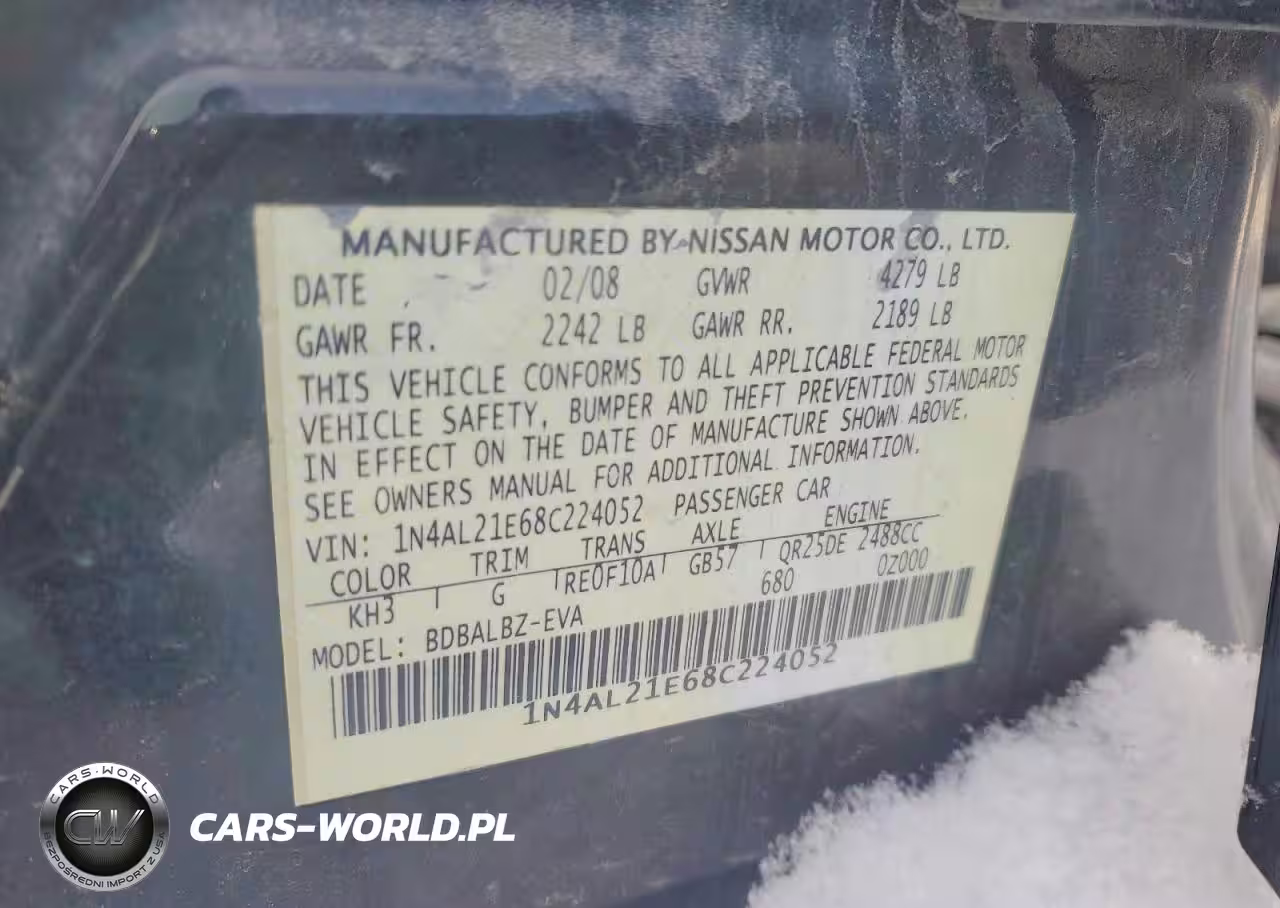 MANUFACTURED BY NISSAN MOTOR CO., LTD.
DATE 02/08 GVWR 4279 LB
GAWR FR. 2242 LB GAWR RR. 2189 LB
THIS VEHICLE CONFORMS TO ALL APPLICABLE FEDERAL MOTOR
VEHICLE SAFETY, BUMPER AND THEFT PREVENTION STANDARDS
IN EFFECT ON THE DATE OF MANUFACTURE SHOWN ABOVE.
SEE OWNERS MANUAL FOR ADDITIONAL INFORMATION.
VIN: 1N4AL21E68C224052 PASSENGER CAR
COLOR TRIM TRANS AXLE ENGINE
KH3 G RE0F10A GB57 QR25DE 2488CC
MODEL: BDBALBZ-EVA 680 0Z000
1N4AL21E68C224052
CARS-WORLD
CW
BEZPOŚREDNI IMPORT Z USA
CARS-WORLD.PL